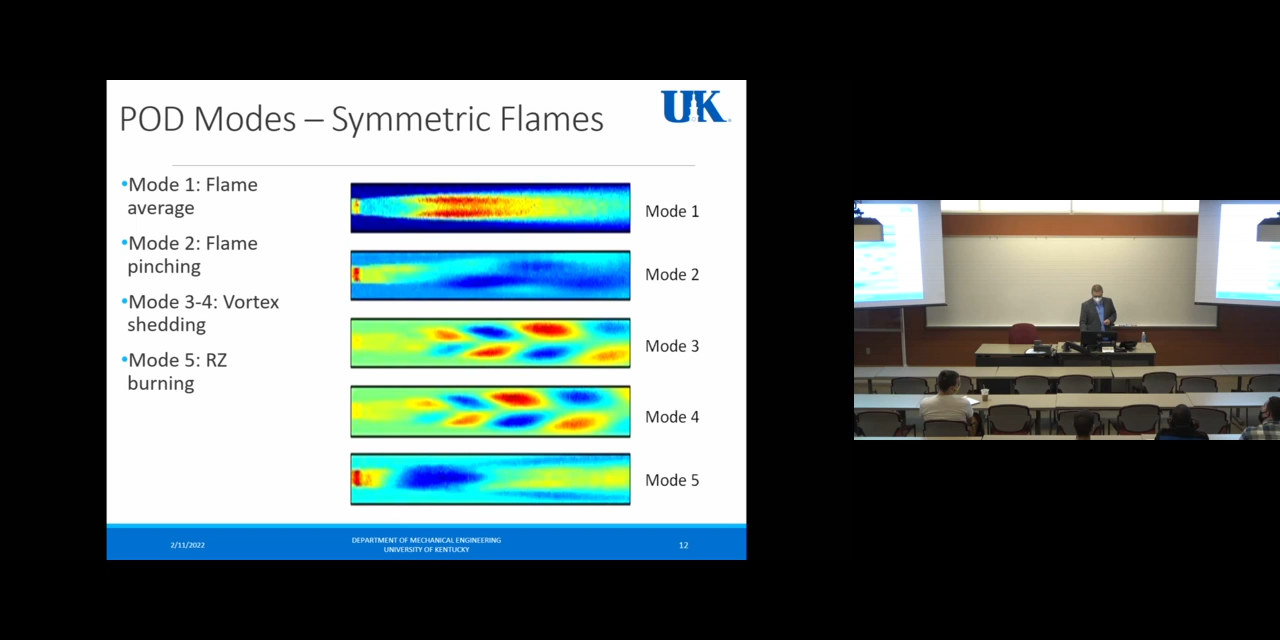 POD Modes – Symmetric Flames
UK
•Mode 1: Flame
average
•Mode 2: Flame
pinching
•Mode 3-4: Vortex
shedding
•Mode 5: RZ
burning
Mode 1
Mode 2
Mode 3
Mode 4
Mode 5
2/11/2022
DEPARTMENT OF MECHANICAL ENGINEERING
UNIVERSITY OF KENTUCKY
12